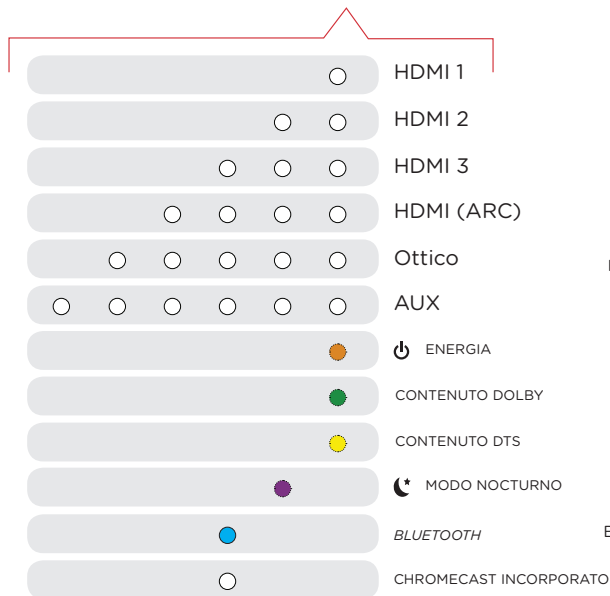 HDMI 1
HDMI 2
HDMI 3
HDMI (ARC)
Ottico
AUX
ENERGIA
CONTENUTO DOLBY
CONTENUTO DTS
MODO NOCTURNO
BLUETOOTH
CHROMECAST INCORPORATO